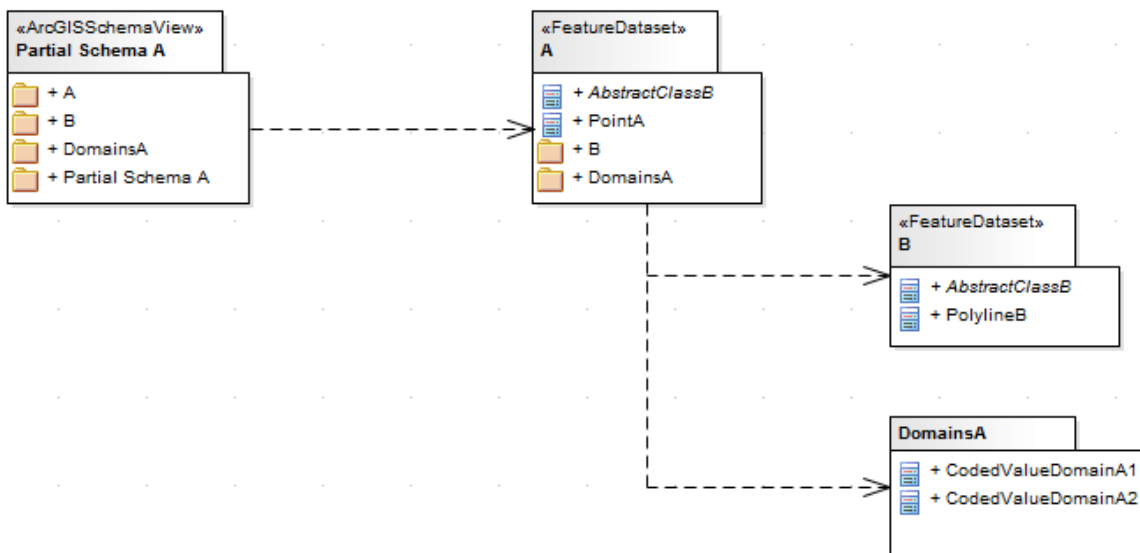 «ArcGISSchemaView»
Partial Schema A
+ A
+ B
+ DomainsA
+ Partial Schema A
«FeatureDataset»
A
+ AbstractClassB
+ PointA
+ B
+ DomainsA
«FeatureDataset»
B
+ AbstractClassB
+ PolylineB
DomainsA
+ CodedValueDomainA1
+ CodedValueDomainA2